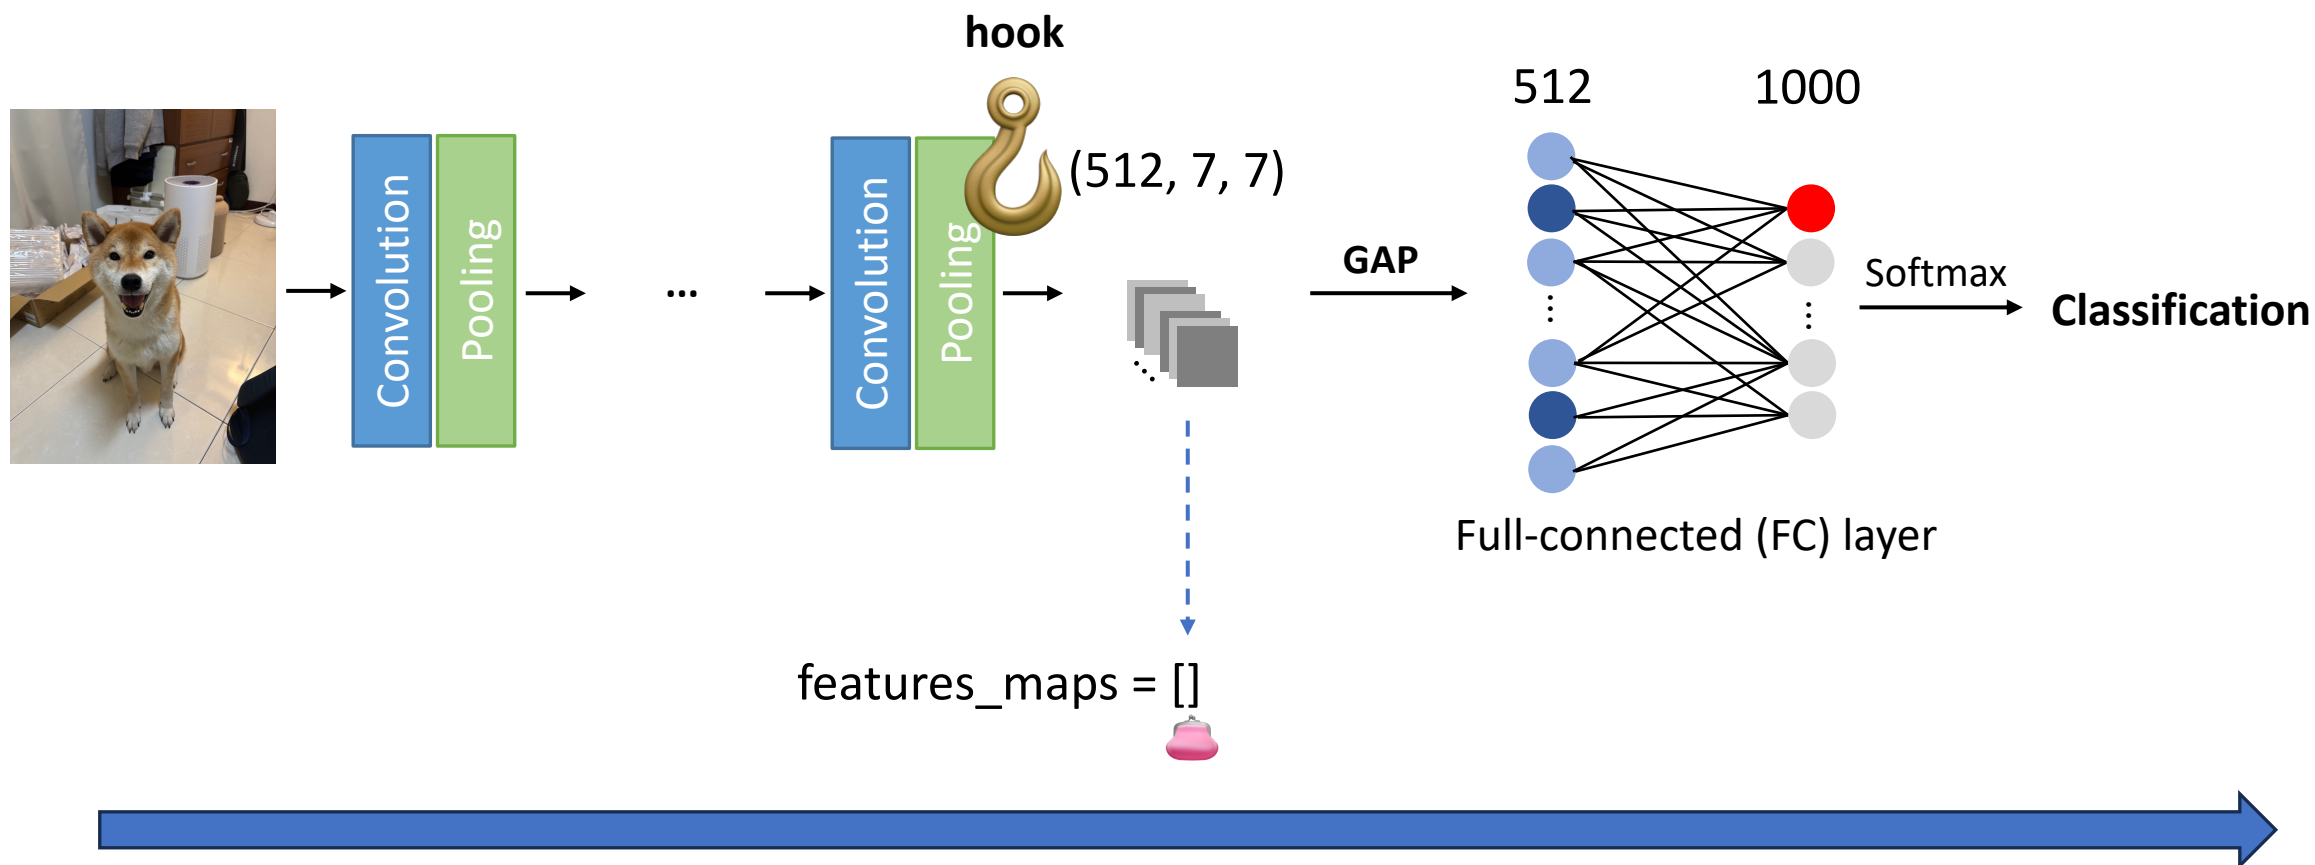 hook
512
1000
(512, 7, 7)
Convolution
Pooling
...
Convolution
Pooling
GAP
Softmax
Classification
Full-connected (FC) layer
features_maps = []